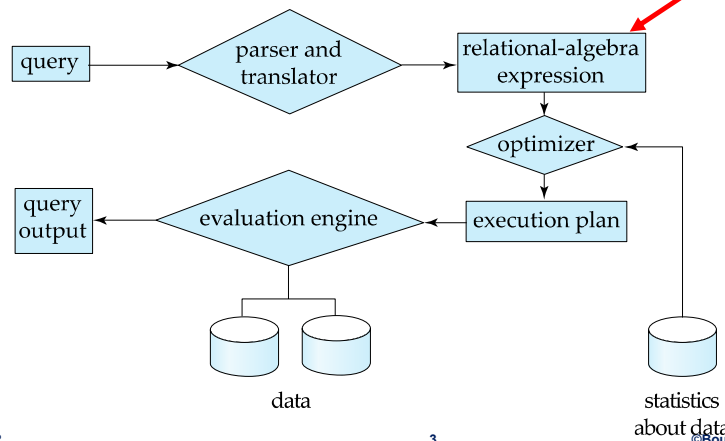 query
parser and
translator
relational-algebra
expression
optimizer
query
output
evaluation engine
execution plan
data
statistics
about data
3